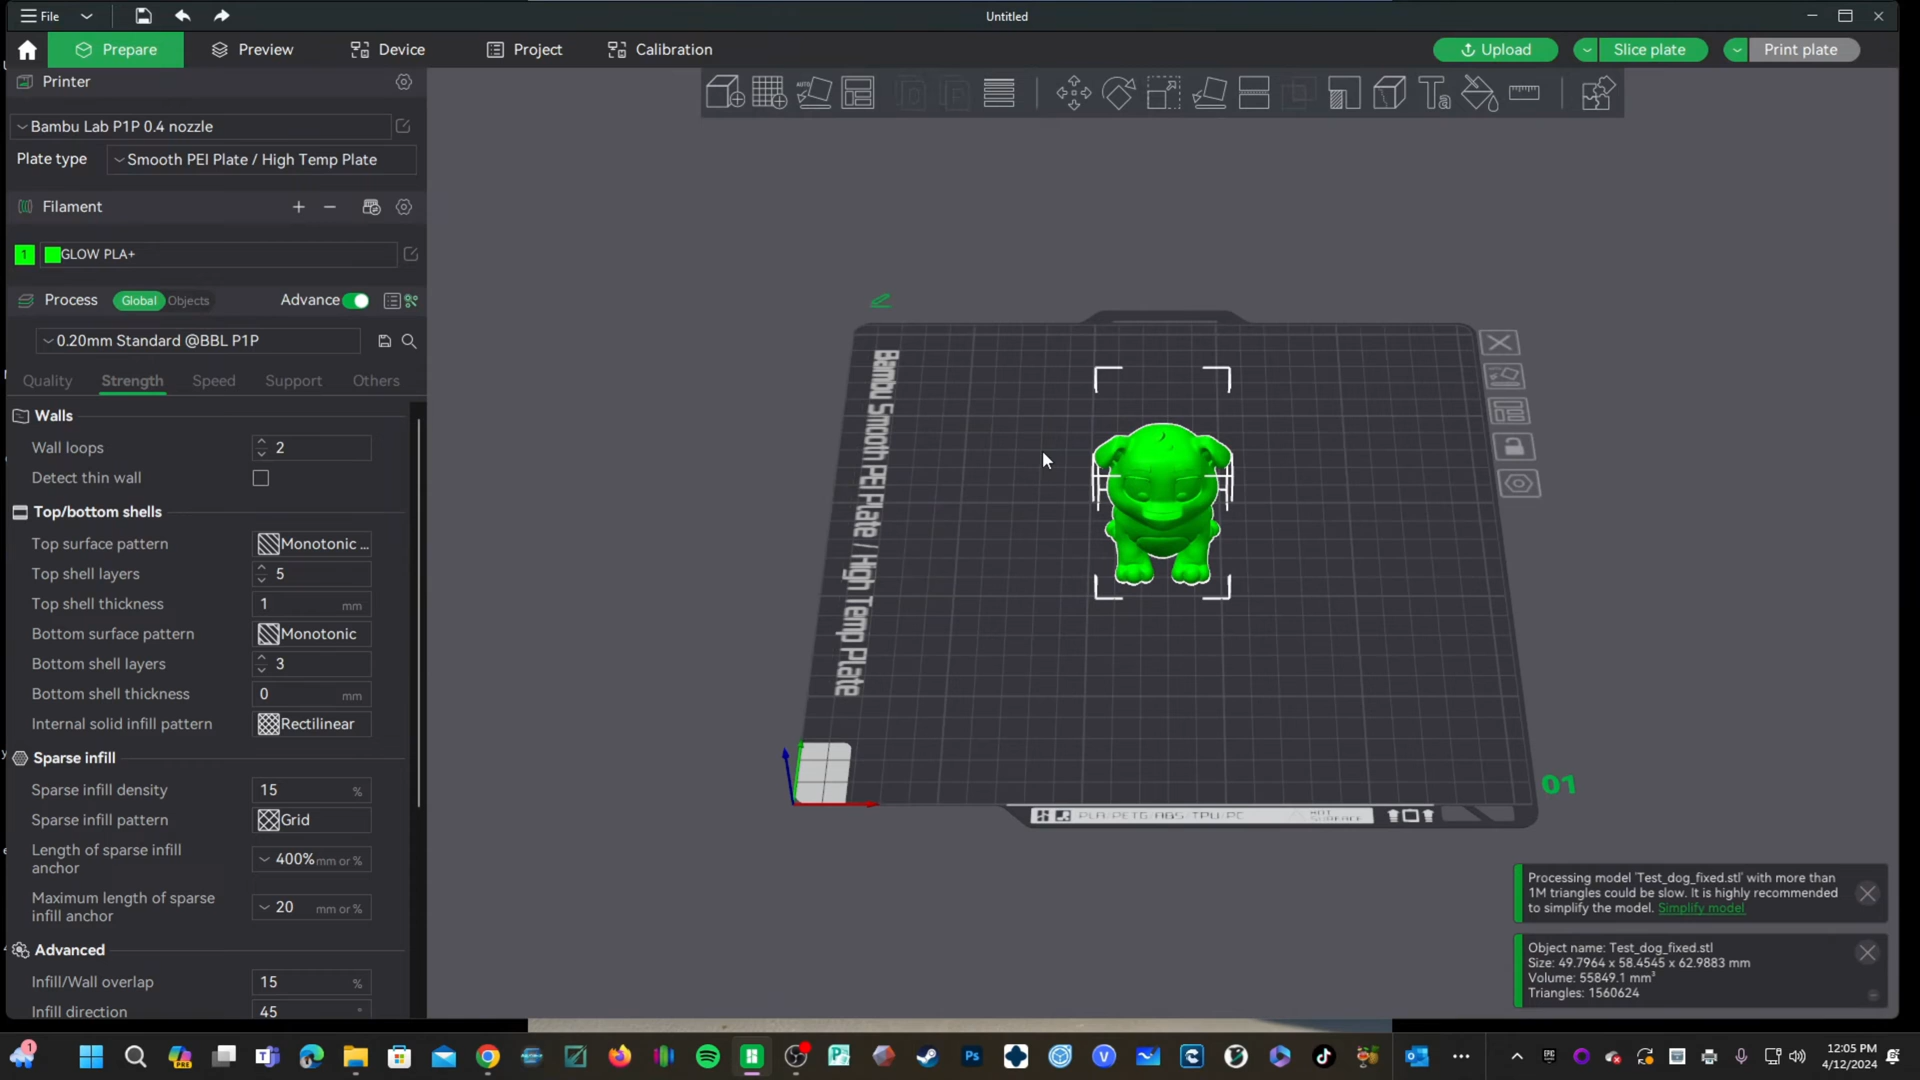 File
Untitled
Prepare
Preview
Device
Project
Calibration
Upload
Slice plate
Print plate
Printer
Bambu Lab P1P 0.4 nozzle
Plate type
Smooth PEI Plate / High Temp Plate
Filament
1
GLOW PLA+
Process
Global
Objects
Advance
0.20mm Standard @BBL P1P
Quality
Strength
Speed
Support
Others
Walls
Wall loops
2
Detect thin wall
Top/bottom shells
Top surface pattern
Monotonic ...
Top shell layers
5
Top shell thickness
1 mm
Bottom surface pattern
Monotonic
Bottom shell layers
3
Bottom shell thickness
0 mm
Internal solid infill pattern
Rectilinear
Sparse infill
Sparse infill density
15 %
Sparse infill pattern
Grid
Length of sparse infill
anchor
400% mm or %
Maximum length of sparse
infill anchor
20 mm or %
Advanced
Infill/Wall overlap
15 %
Infill direction
45 °
Bambu Smooth PEI Plate / High Temp Plate
01
PLA/PETG/ABS/TPU/PC
HOT
SURFACE
Processing model 'Test_dog_fixed.stl' with more than
1M triangles could be slow. It is highly recommended
to simplify the model. Simplify model
Object name: Test_dog_fixed.stl
Size: 49.7964 x 58.4545 x 62.9883 mm
Volume: 55849.1 mm³
Triangles: 1560624
12:05 PM
4/12/2024